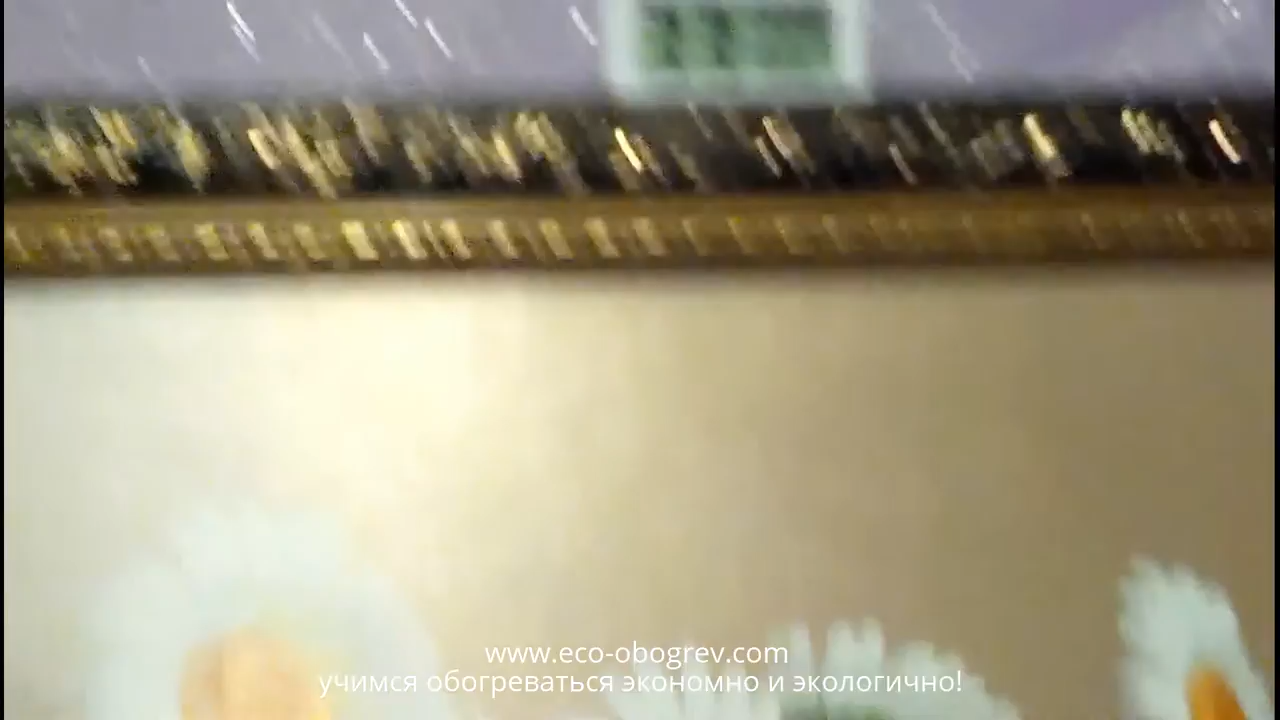 www.eco-obogrev.com
учимся обогреваться экономно и экологично!